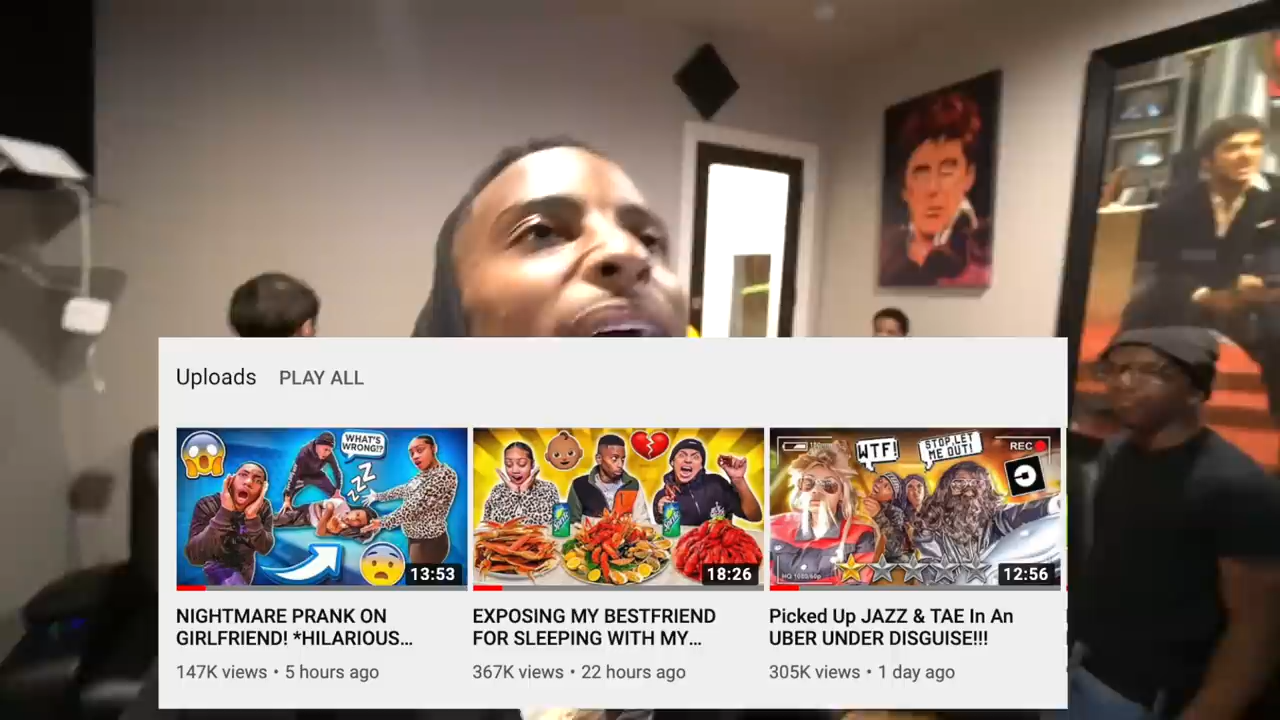 Uploads PLAY ALL
WHAT'S
WRONG!?
ZZZ
13:53
18:26
WTF!
STOP LET
ME OUT!
REC
12:56
NIGHTMARE PRANK ON
GIRLFRIEND! *HILARIOUS...
147K views • 5 hours ago
EXPOSING MY BESTFRIEND
FOR SLEEPING WITH MY...
367K views • 22 hours ago
Picked Up JAZZ & TAE In An
UBER UNDER DISGUISE!!!
305K views • 1 day ago